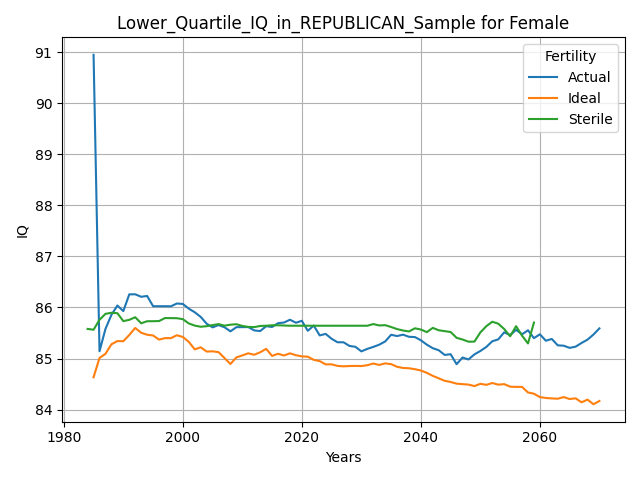 Lower_Quartile_IQ_in_REPUBLICAN_Sample for Female
Fertility
Actual
Ideal
Sterile
91
90
89
88
87
86
85
84
IQ
1980
2000
2020
2040
2060
Years